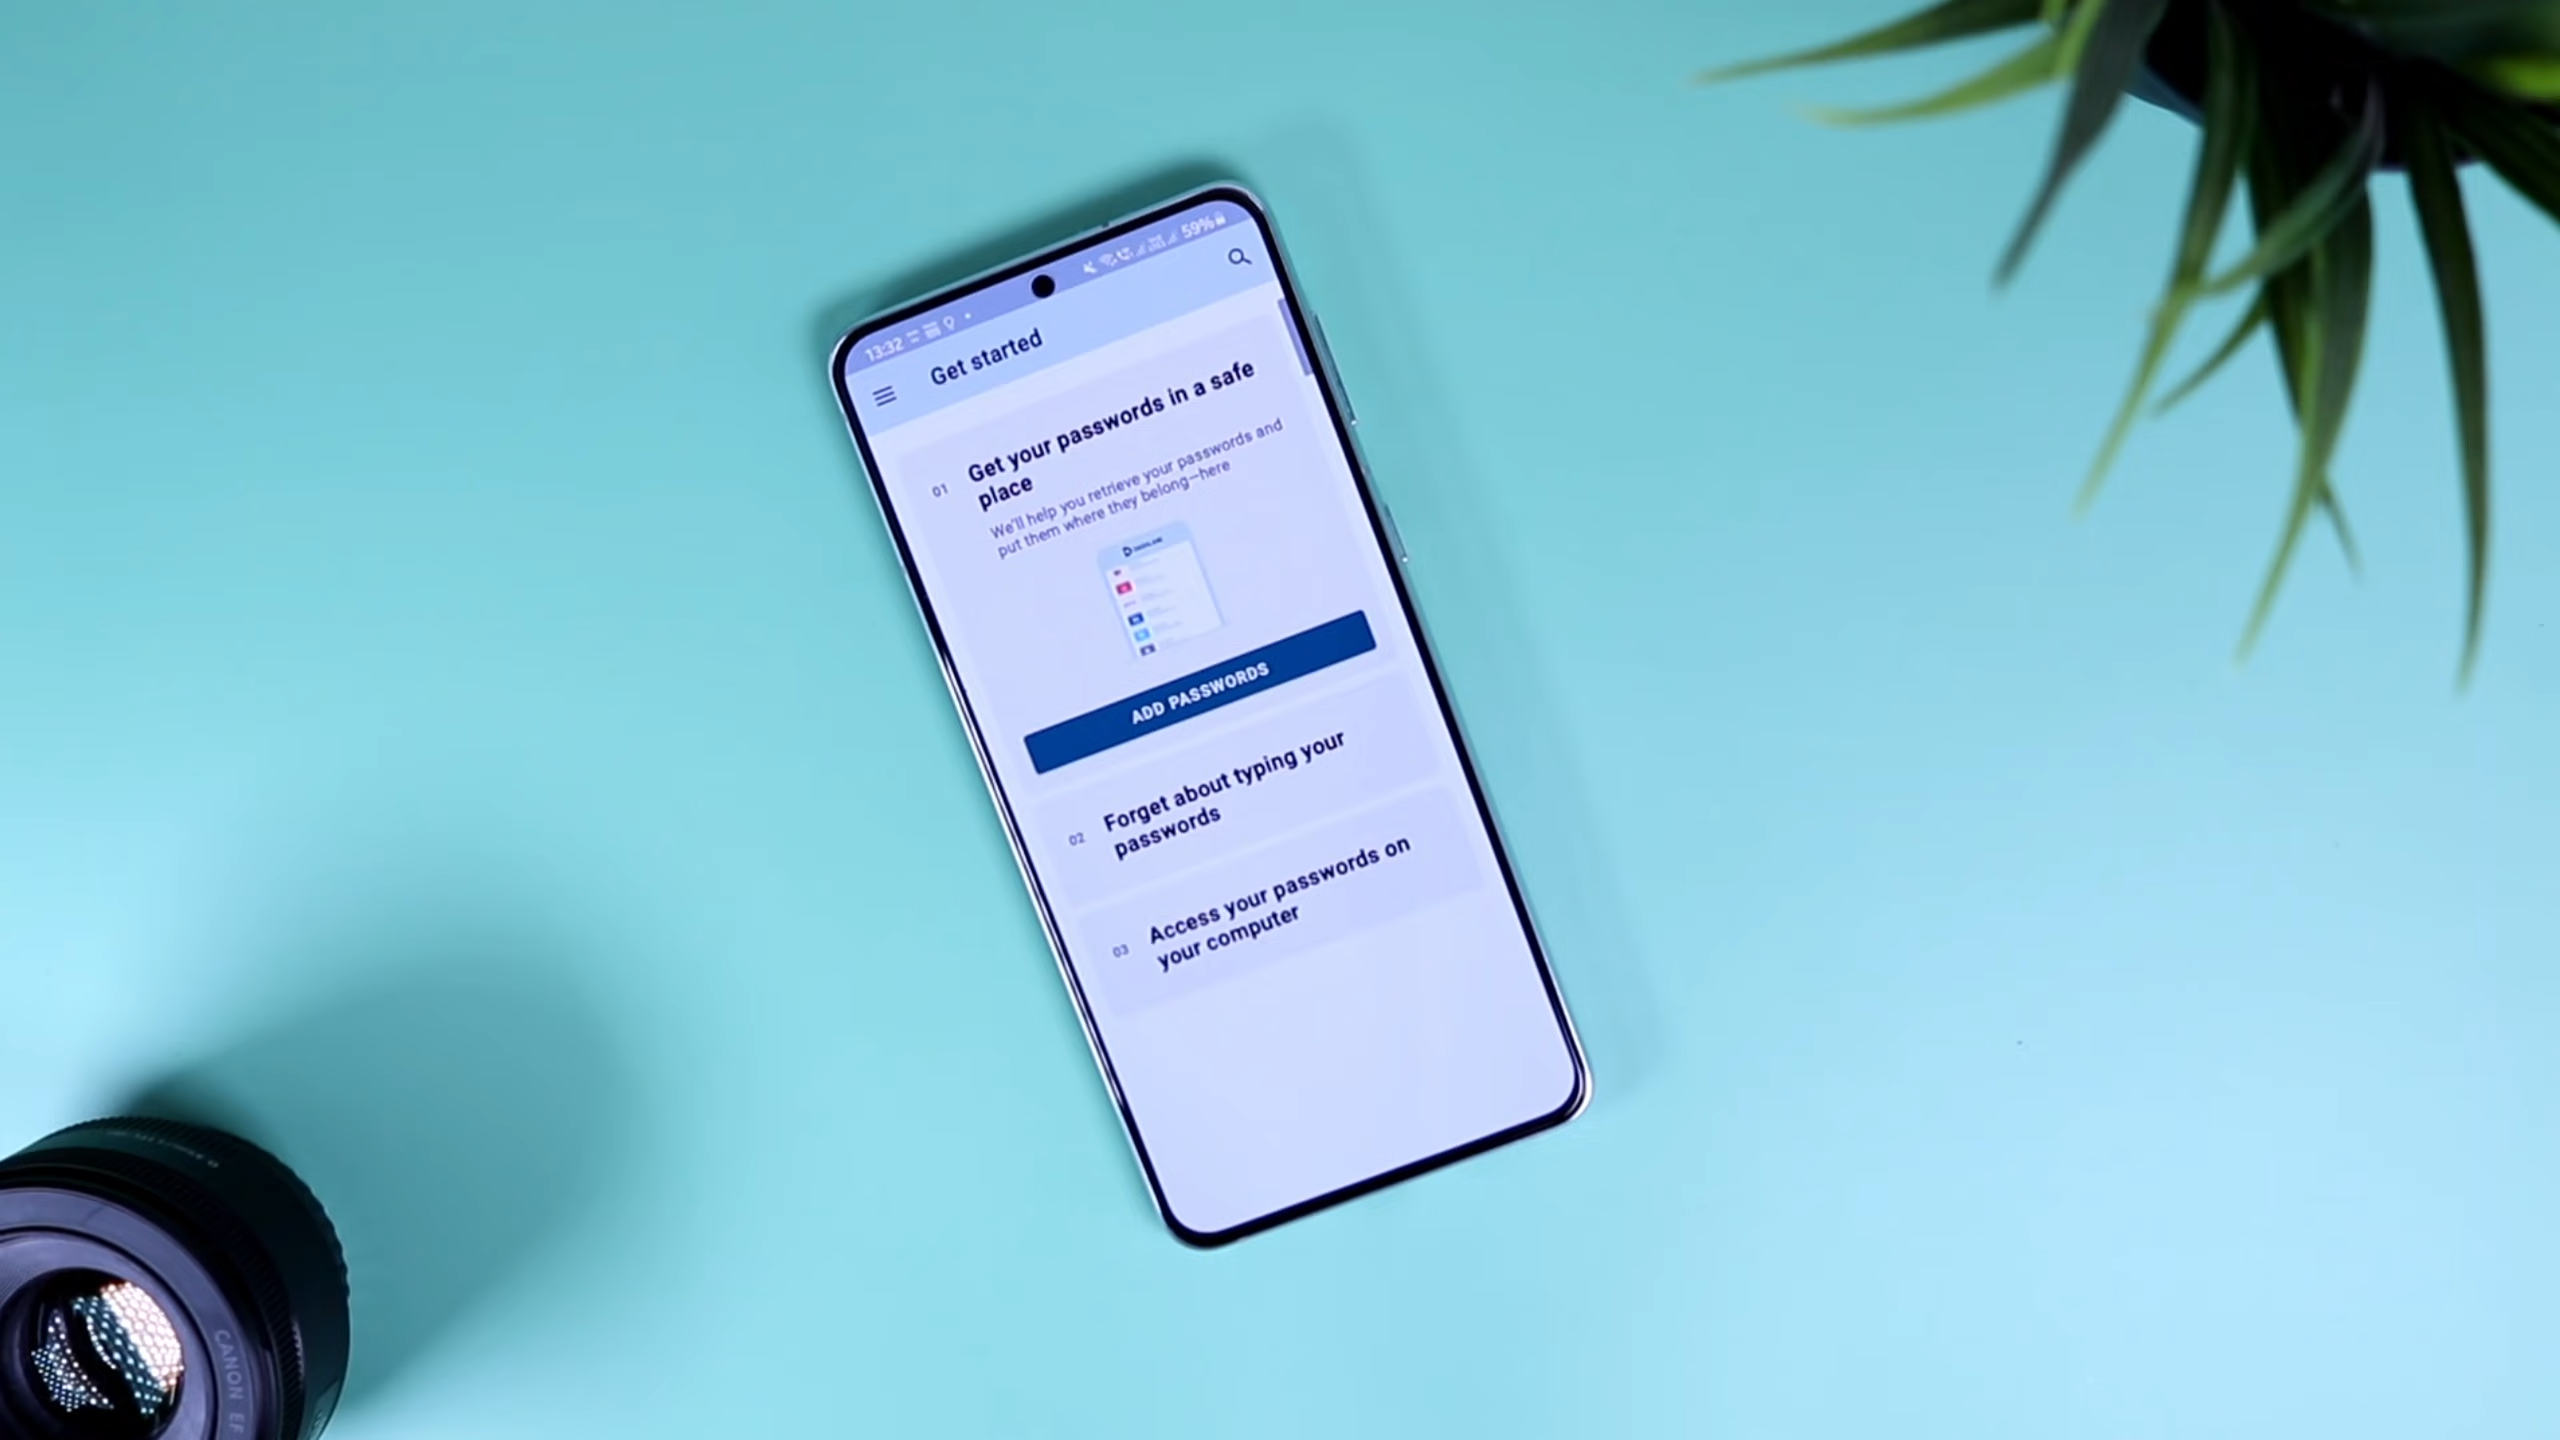 13:32
59%
Get started
01
Get your passwords in a safe
place
We'll help you retrieve your passwords and
put them where they belong—here
ADD PASSWORDS
02
Forget about typing your
passwords
03
Access your passwords on
your computer
CANON EF